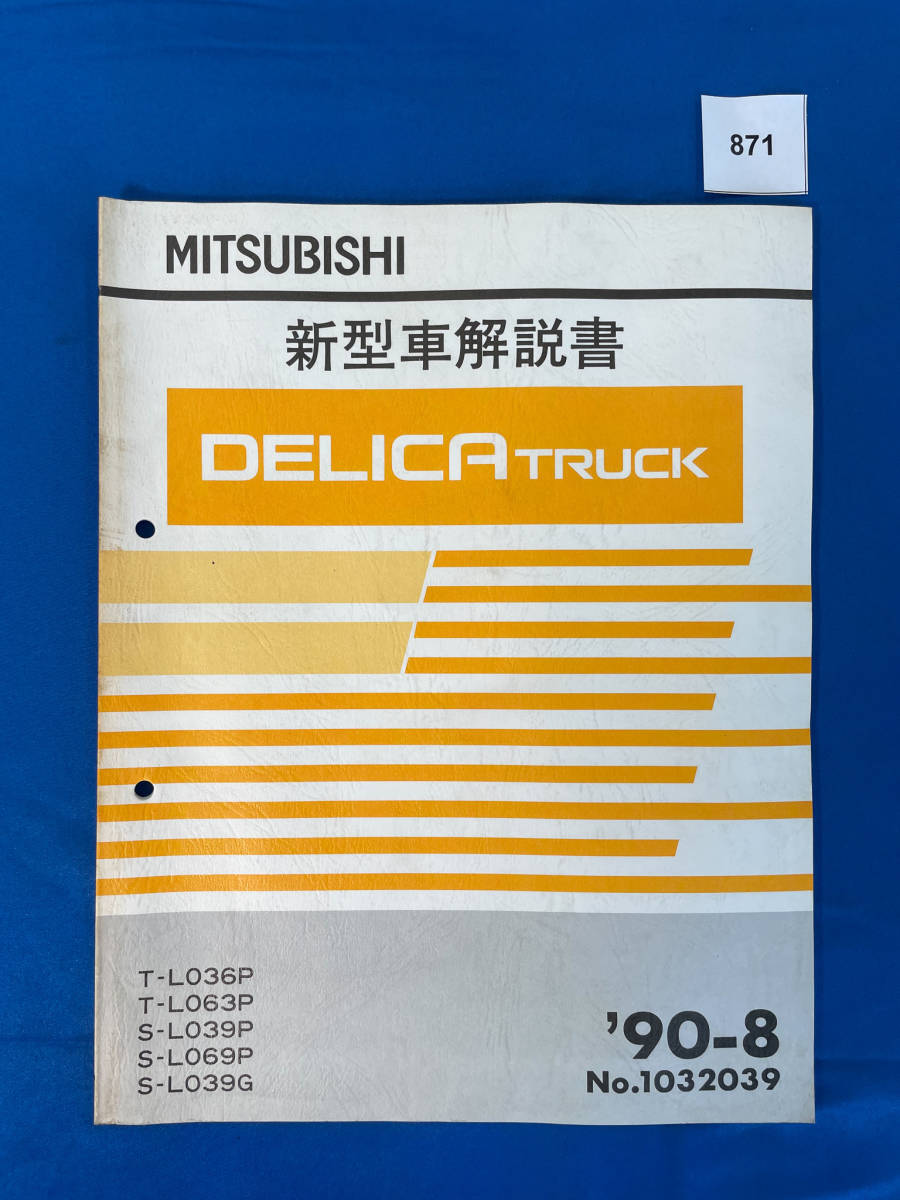 871
MITSUBISHI
新型車解説書
DELICA TRUCK
T-L036P
T-L063P
S-L039P
S-L069P
S-L039G
'90-8
No.1032039